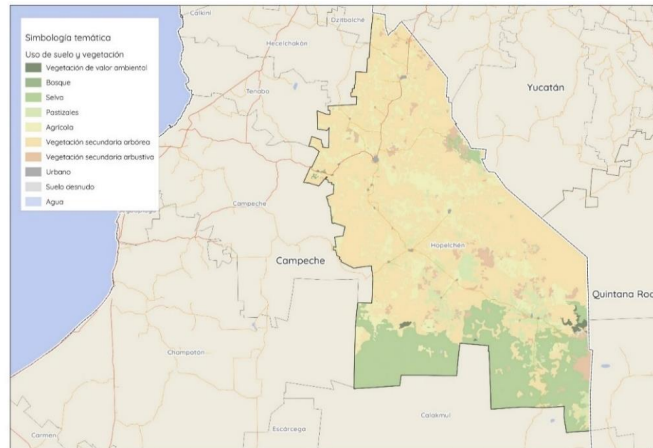 Simbología temática
Uso de suelo y vegetación
Vegetación de valor ambiental
Bosque
Selva
Pastizales
Agrícola
Vegetación secundaria arbórea
Vegetación secundaria arbustiva
Urbano
Suelo desnudo
Agua
Calkiní
Dzitbalché
Hecelchakán
Tenabo
Yucatán
Campeche
Hopelchén
Campeche
Quintana Roo
Champotón
Calakmul
Escárcega
Carmen